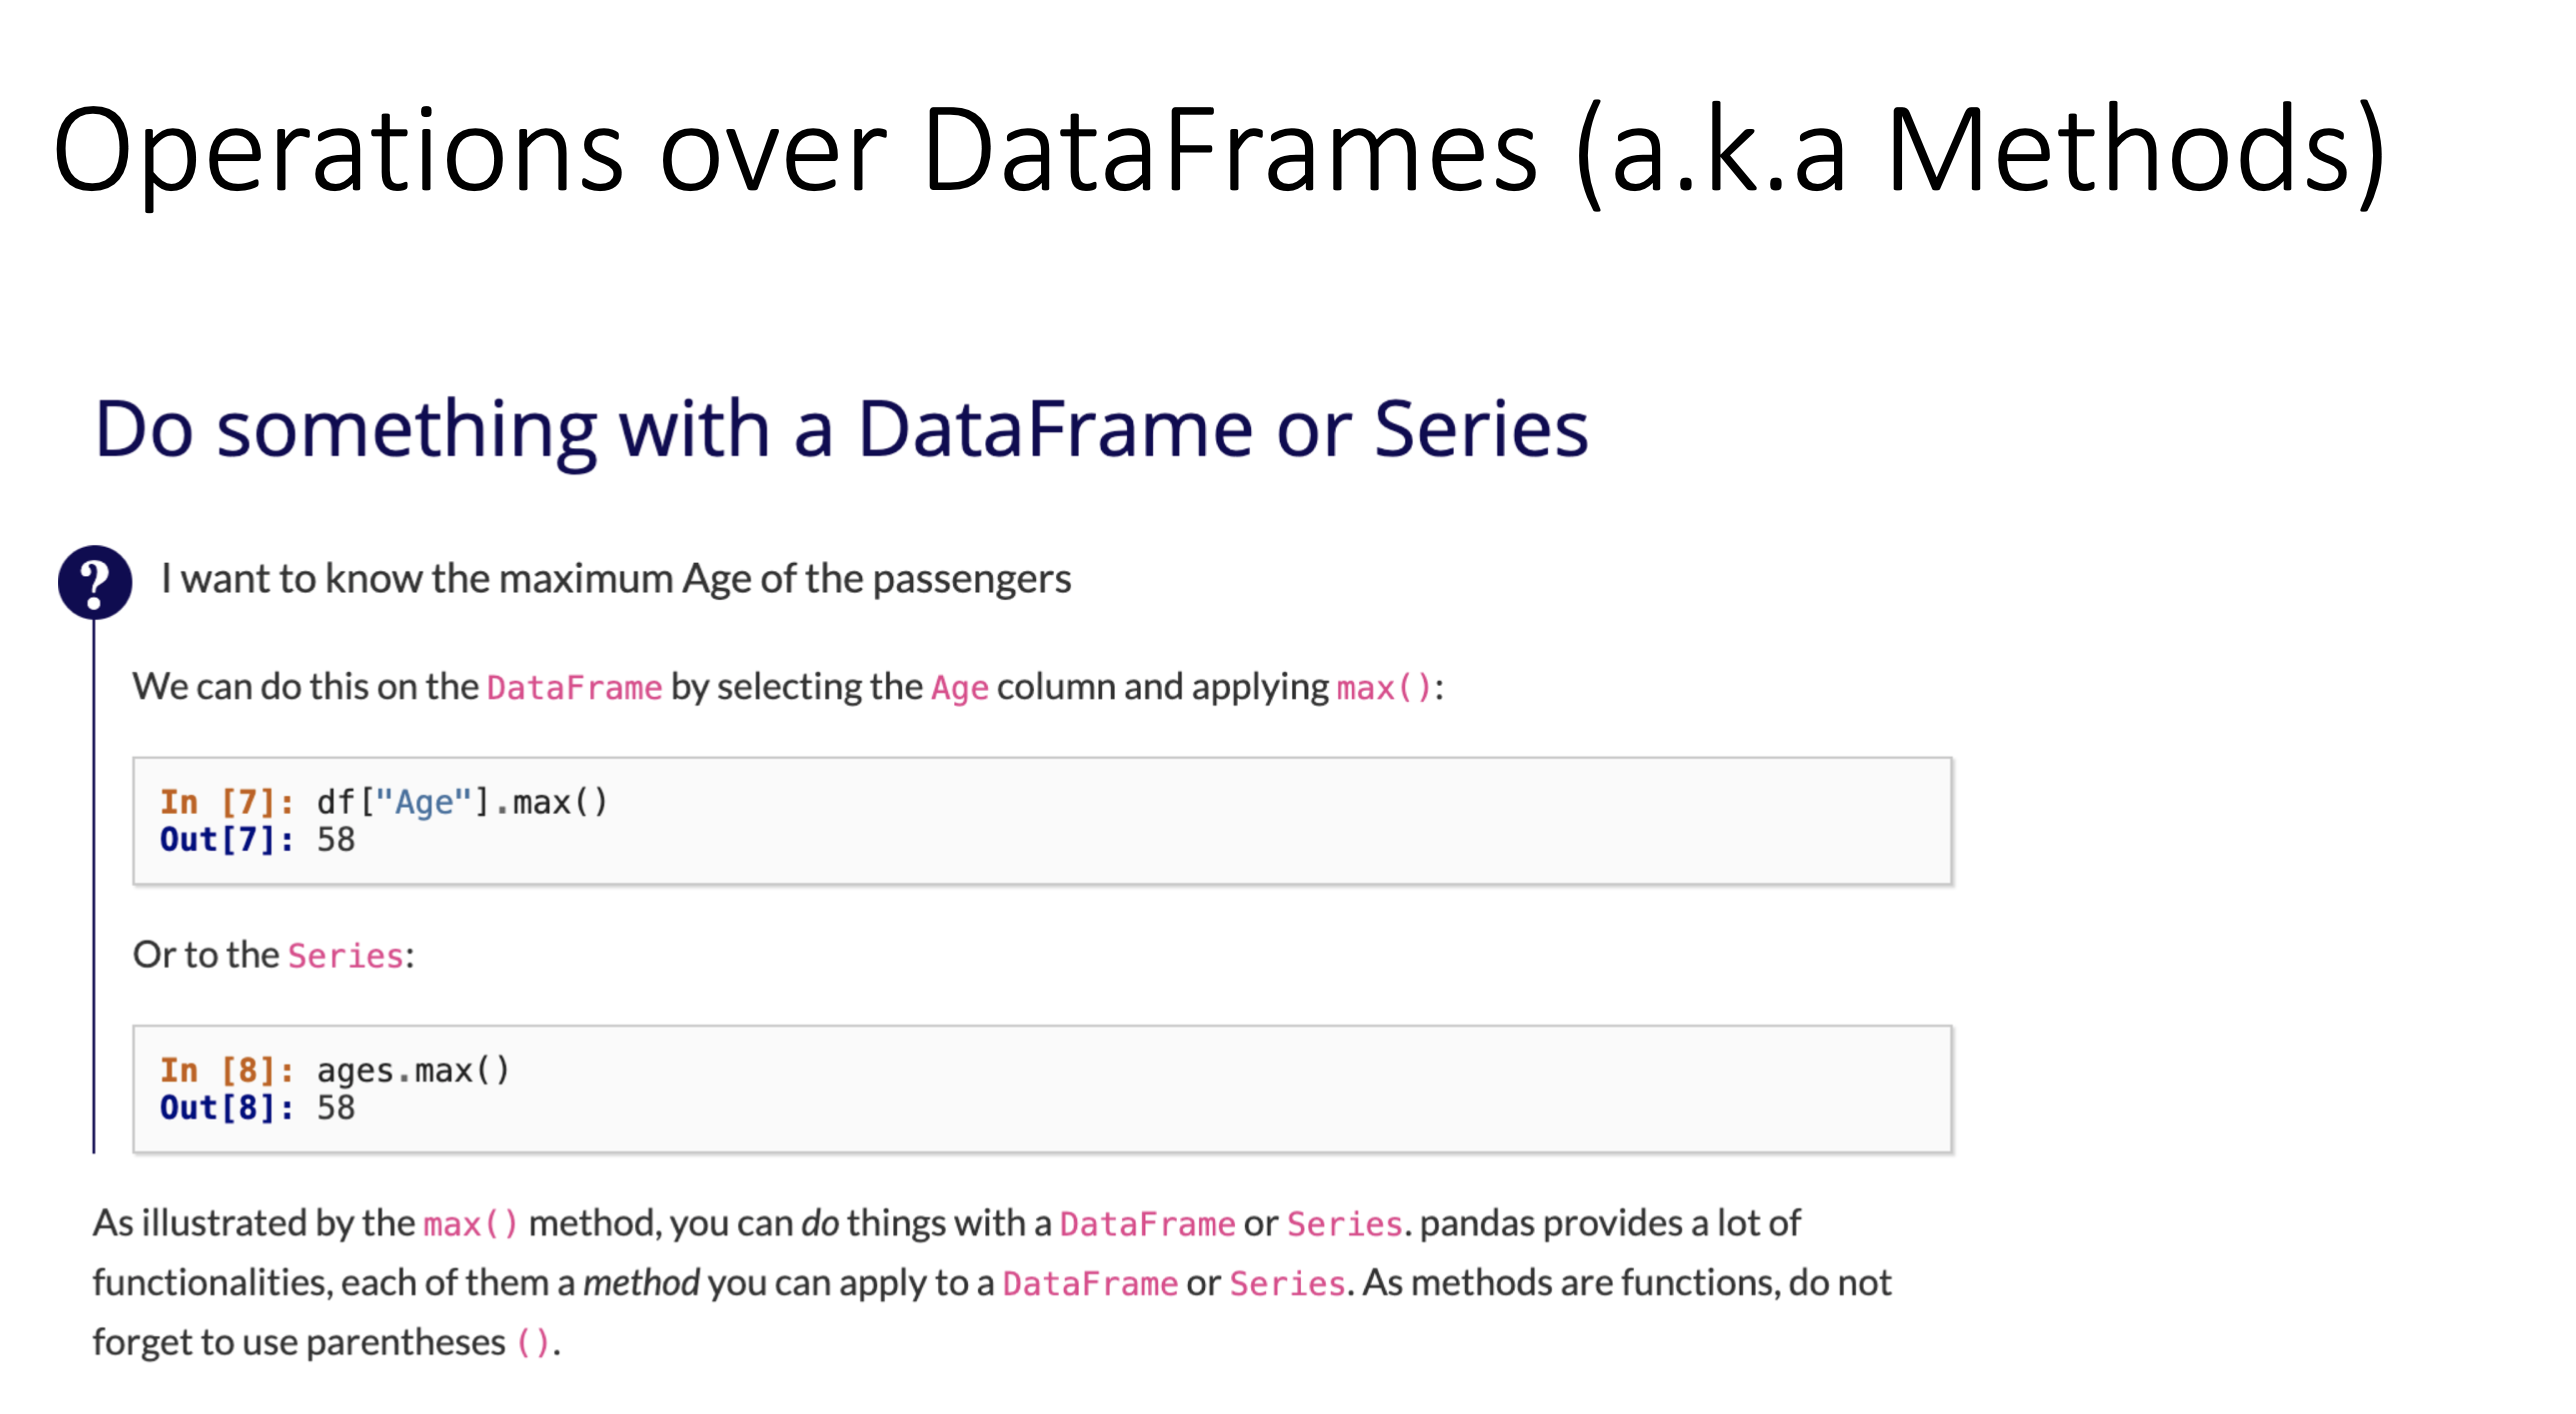 Operations over DataFrames (a.k.a Methods)
Do something with a DataFrame or Series
? I want to know the maximum Age of the passengers
We can do this on the DataFrame by selecting the Age column and applying max():
In [7]: df["Age"].max()
Out[7]: 58
Or to the Series:
In [8]: ages.max()
Out[8]: 58
As illustrated by the max() method, you can do things with a DataFrame or Series. pandas provides a lot of
functionalities, each of them a method you can apply to a DataFrame or Series. As methods are functions, do not
forget to use parentheses ().